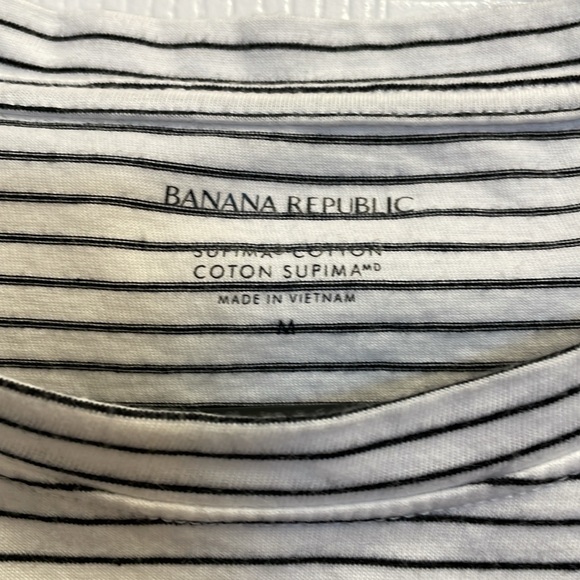 BANANA REPUBLIC
SUPIMA® COTTON
COTON SUPIMAᴹᴰ
MADE IN VIETNAM
M